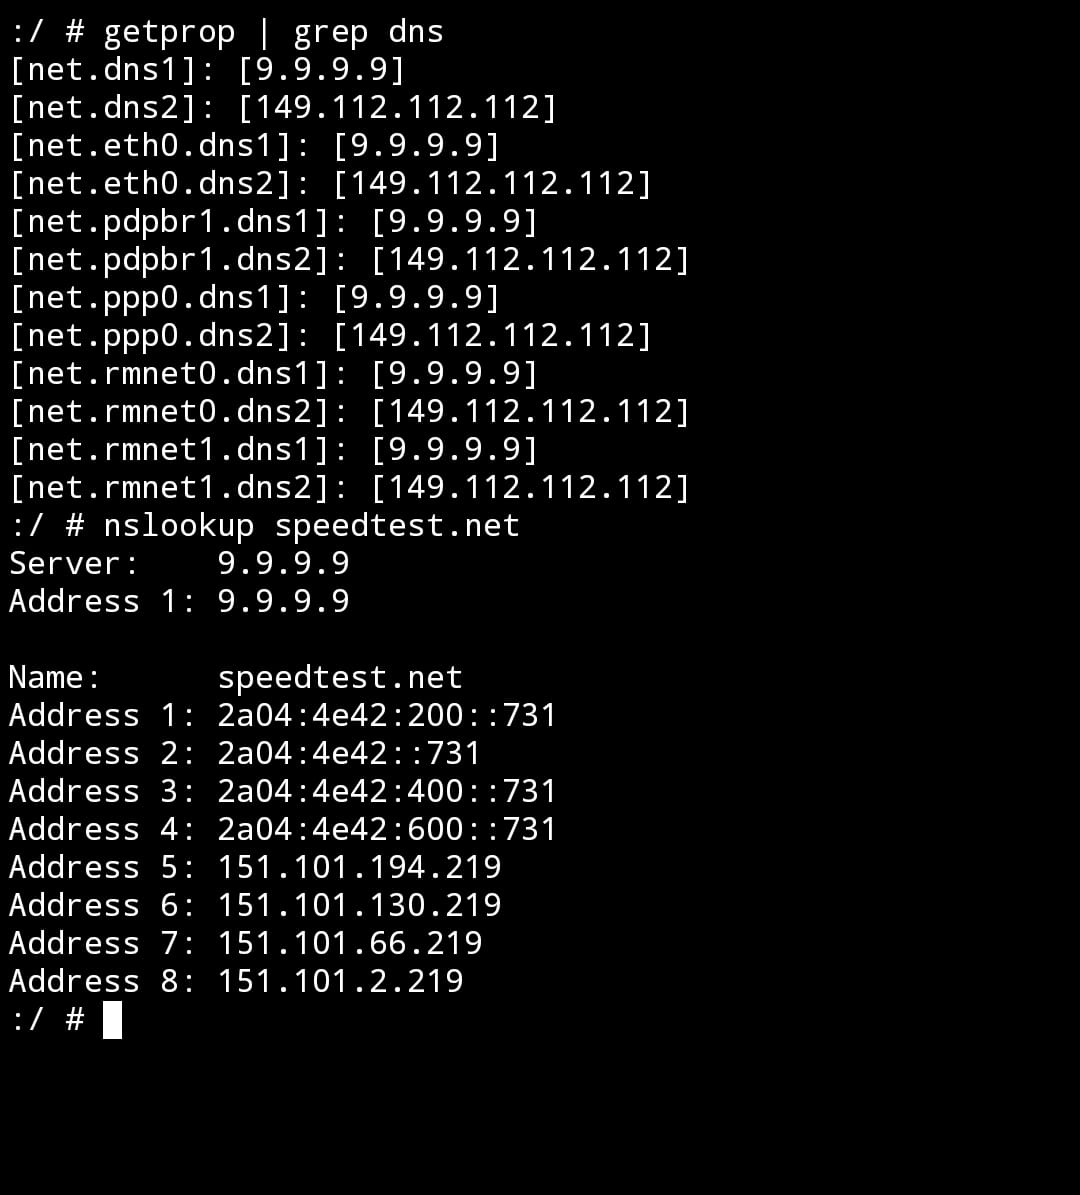 :/ # getprop | grep dns
[net.dns1]: [9.9.9.9]
[net.dns2]: [149.112.112.112]
[net.eth0.dns1]: [9.9.9.9]
[net.eth0.dns2]: [149.112.112.112]
[net.pdpbr1.dns1]: [9.9.9.9]
[net.pdpbr1.dns2]: [149.112.112.112]
[net.ppp0.dns1]: [9.9.9.9]
[net.ppp0.dns2]: [149.112.112.112]
[net.rmnet0.dns1]: [9.9.9.9]
[net.rmnet0.dns2]: [149.112.112.112]
[net.rmnet1.dns1]: [9.9.9.9]
[net.rmnet1.dns2]: [149.112.112.112]
:/ # nslookup speedtest.net
Server:    9.9.9.9
Address 1: 9.9.9.9

Name:      speedtest.net
Address 1: 2a04:4e42:200::731
Address 2: 2a04:4e42::731
Address 3: 2a04:4e42:400::731
Address 4: 2a04:4e42:600::731
Address 5: 151.101.194.219
Address 6: 151.101.130.219
Address 7: 151.101.66.219
Address 8: 151.101.2.219
:/ #